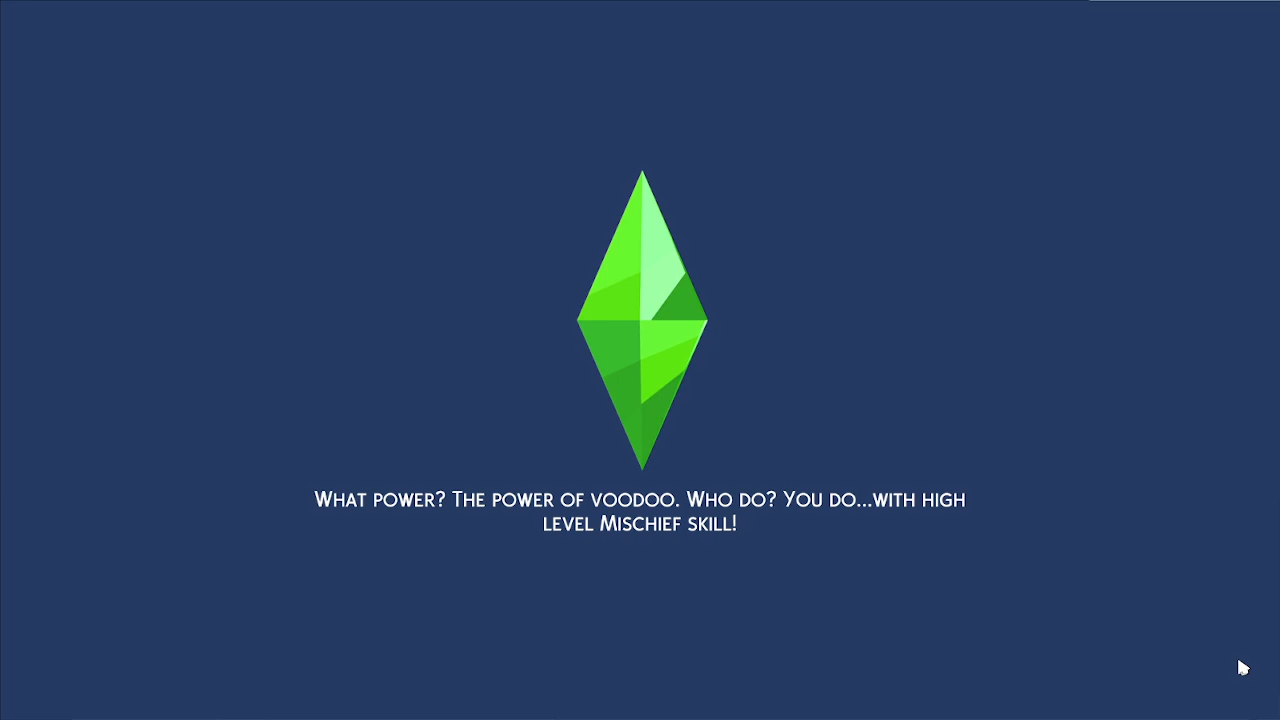 What power? The power of voodoo. Who do? You do...with high
level Mischief skill!